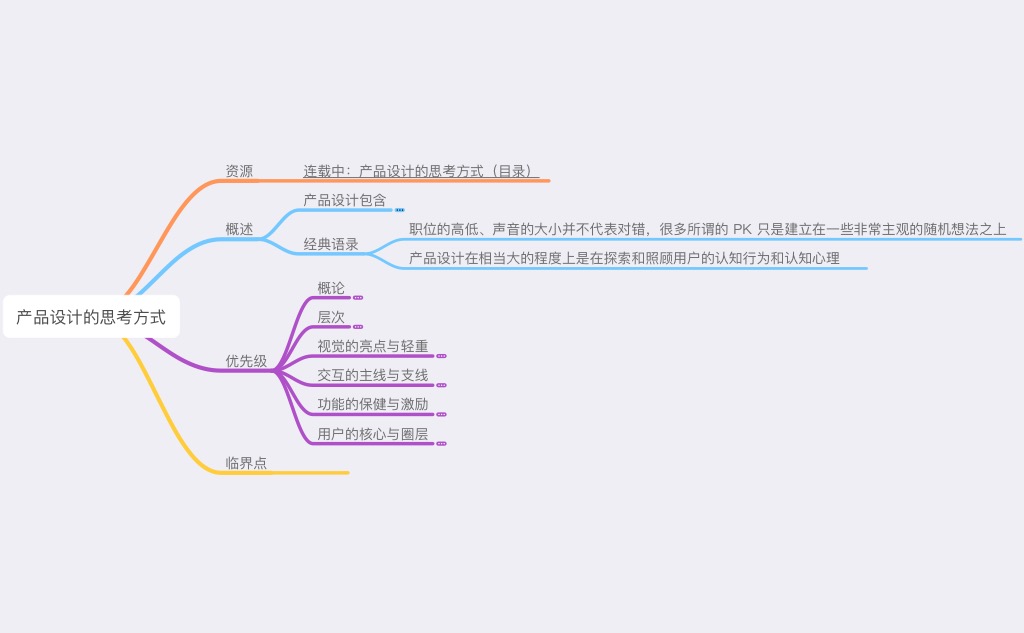 资源
连载中：产品设计的思考方式（目录）
产品设计包含
概述
职位的高低、声音的大小并不代表对错，很多所谓的 PK 只是建立在一些非常主观的随机想法之上
经典语录
产品设计在相当大的程度上是在探索和照顾用户的认知行为和认知心理
概论
产品设计的思考方式
层次
视觉的亮点与轻重
优先级
交互的主线与支线
功能的保健与激励
用户的核心与圈层
临界点